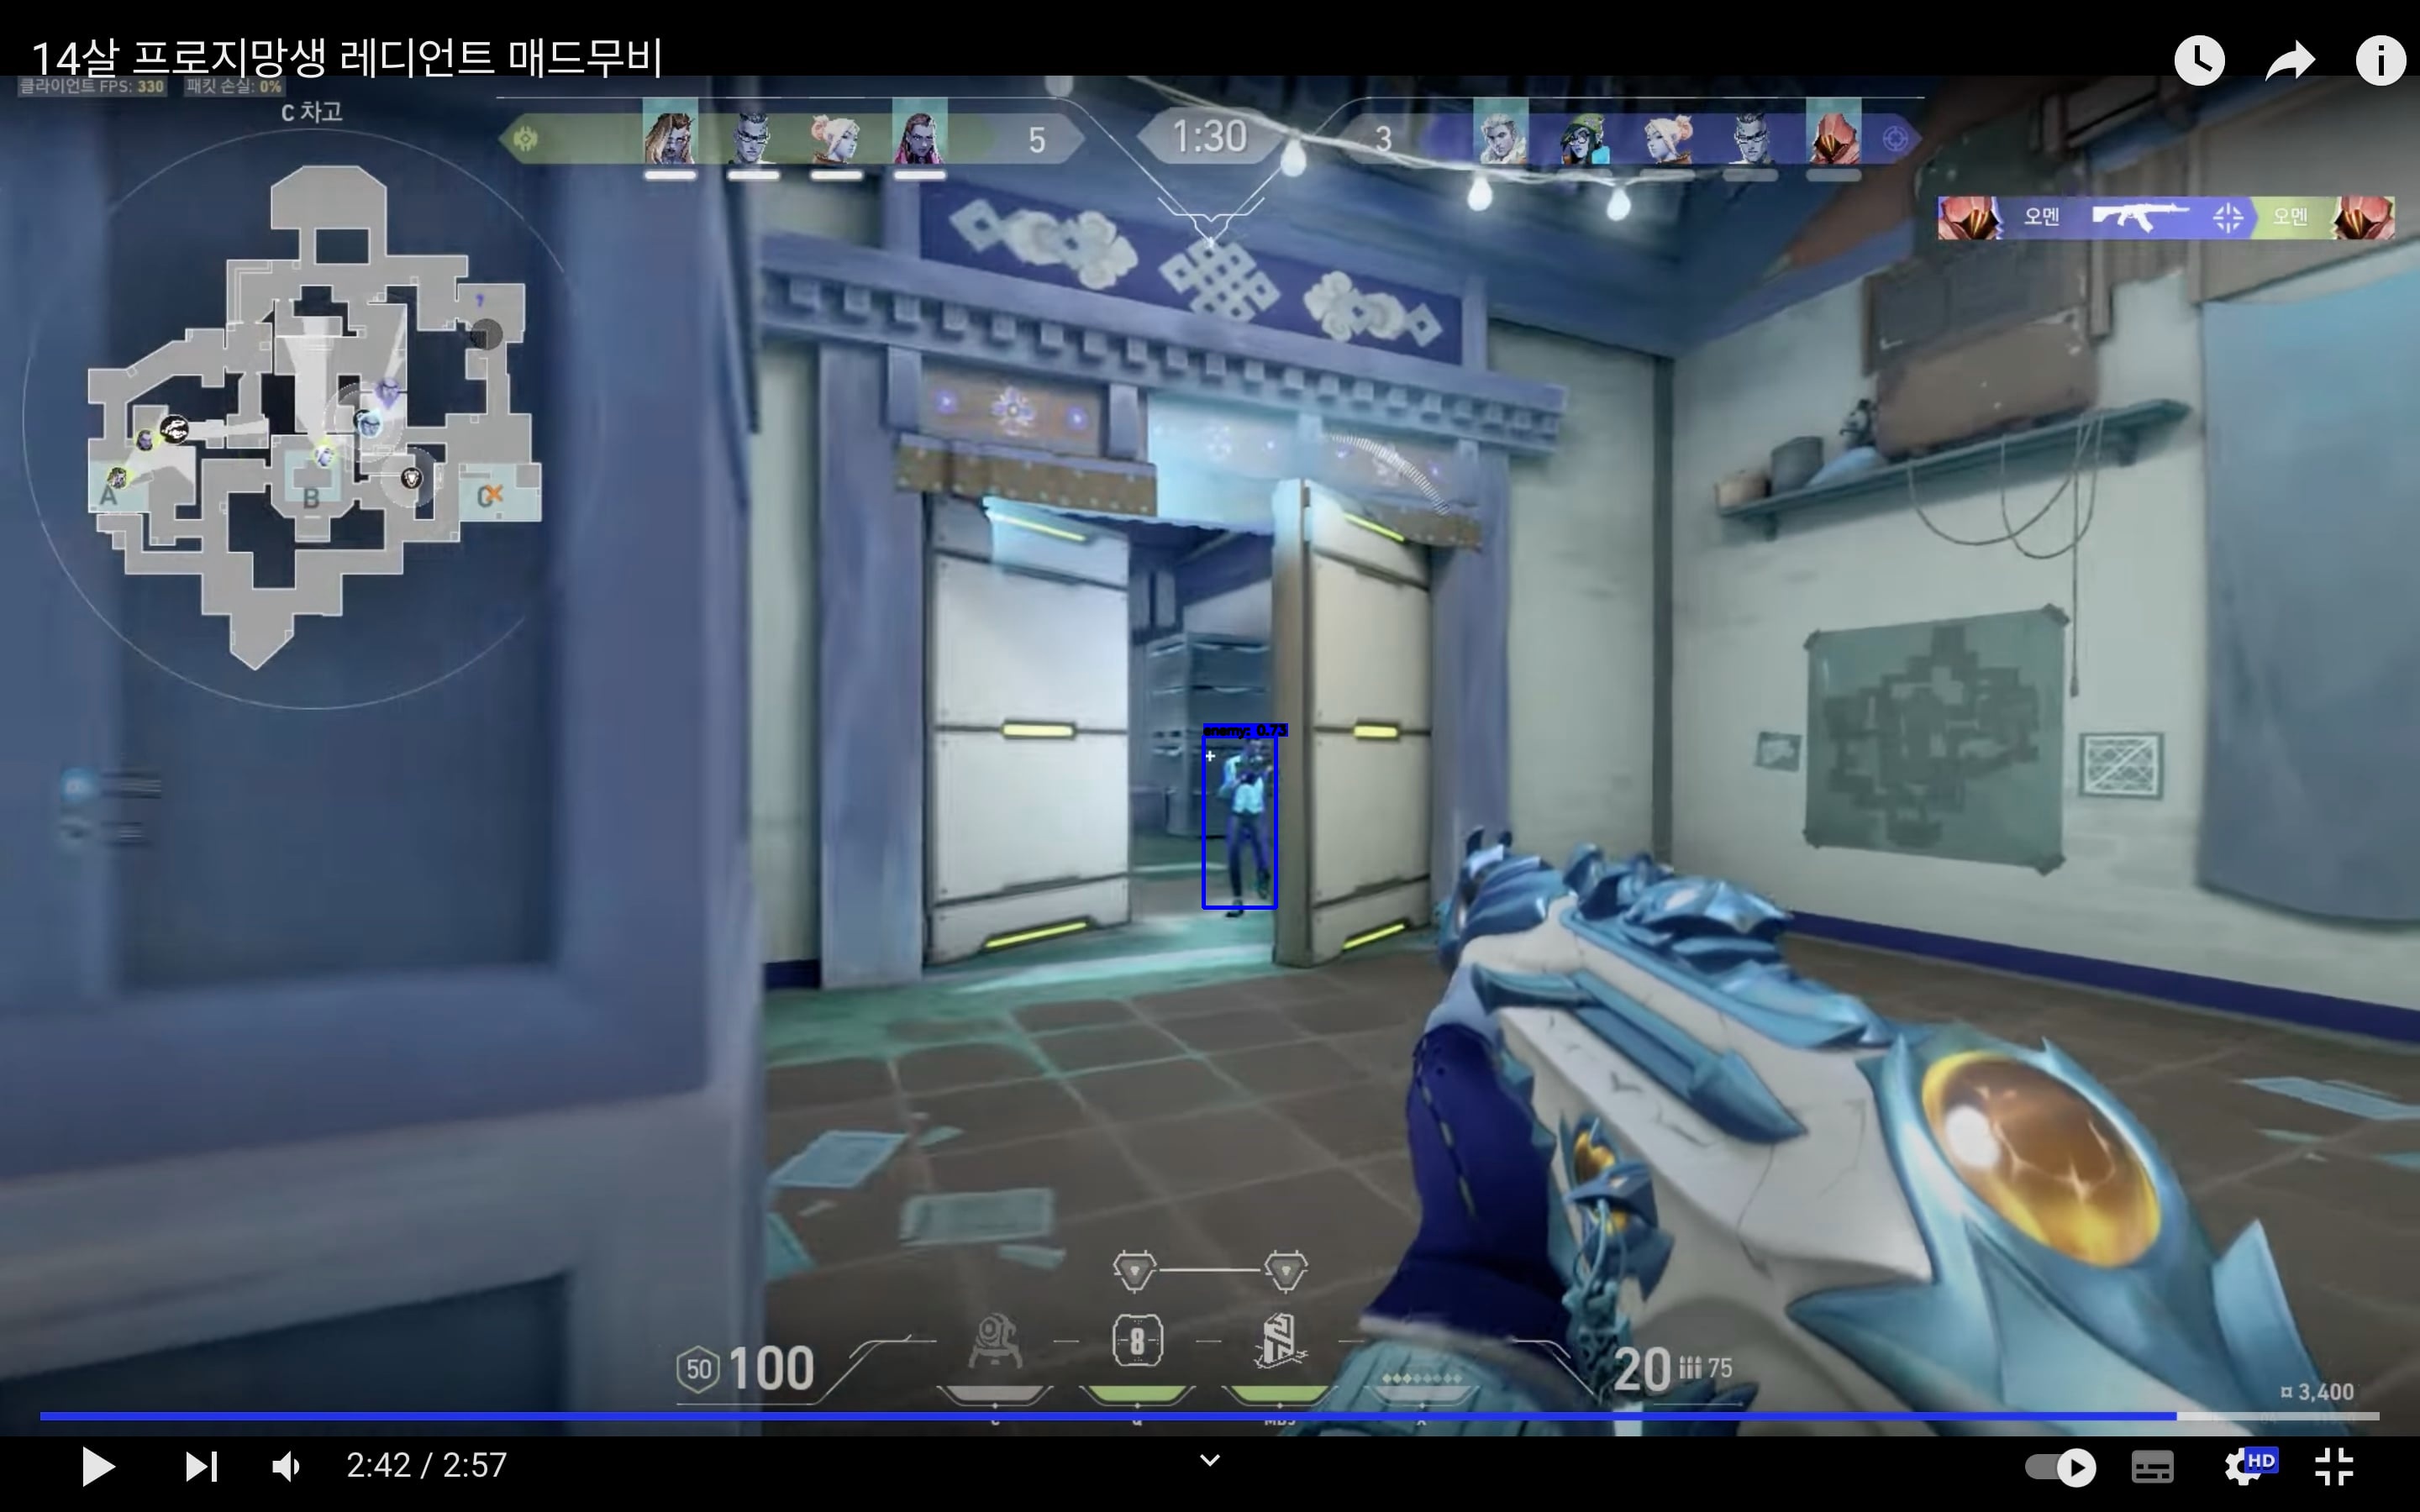 14살 프로지망생 레디언트 매드무비
클라이언트 FPS: 330 패킷 손실: 0%
C 차고
5 1:30 3
오멘 오멘
A B C
enemy: 0.73
8
50 100
20 75
¤ 3,400
C Q X
2:42 / 2:57
HD